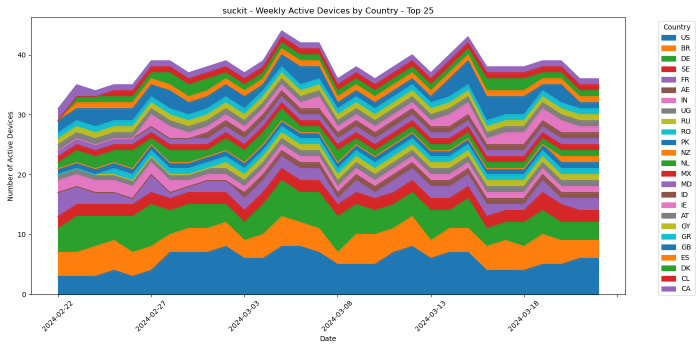 suckit - Weekly Active Devices by Country - Top 25
Number of Active Devices
40
30
20
10
0
2024-02-22
2024-02-27
2024-03-03
2024-03-08
2024-03-13
2024-03-18
Date
Country
US
BR
DE
SE
FR
AE
IN
UG
RU
RO
PK
NZ
NL
MX
MD
ID
IE
AT
GY
GR
GB
ES
DK
CL
CA